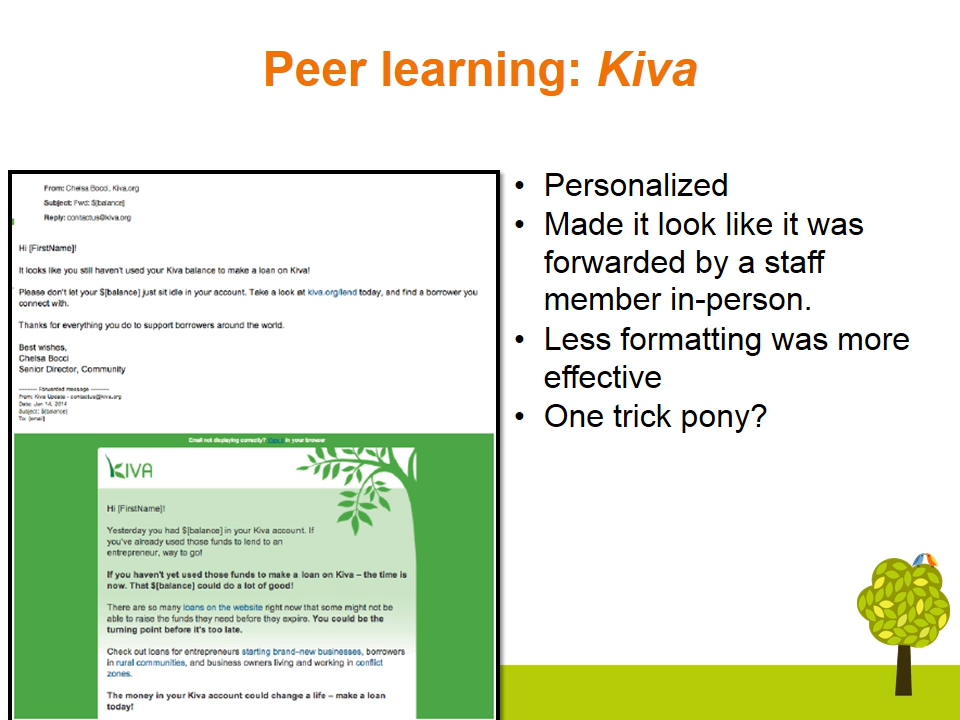 Peer learning: Kiva
From: Chelsa Bocci, Kiva.org
Subject: Fwd: $[balance]
Reply: contactus@kiva.org
Hi [FirstName]!
It looks like you still haven't used your Kiva balance to make a loan on Kiva!
Please don't let your $[balance] just sit idle in your account. Take a look at kiva.org/lend today, and find a borrower you
connect with.
Thanks for everything you do to support borrowers around the world.
Best wishes,
Chelsa Bocci
Senior Director, Community
---------- Forwarded message ----------
From: Kiva Update - contactus@kiva.org
Date: Jan 14, 2014
Subject: $[balance]
To: [email]
Email not displaying correctly? View it in your browser
KIVA
Hi [FirstName]!
Yesterday you had $[balance] in your Kiva account. If
you've already used those funds to lend to an
entrepreneur, way to go!
If you haven't yet used those funds to make a loan on Kiva – the time is
now. That $[balance] could do a lot of good!
There are so many loans on the website right now that some might not be
able to raise the funds they need before they expire. You could be the
turning point before it's too late.
Check out loans for entrepreneurs starting brand-new businesses, borrowers
in rural communities, and business owners living and working in conflict
zones.
The money in your Kiva account could change a life – make a loan
today!
• Personalized
• Made it look like it was
forwarded by a staff
member in-person.
• Less formatting was more
effective
• One trick pony?